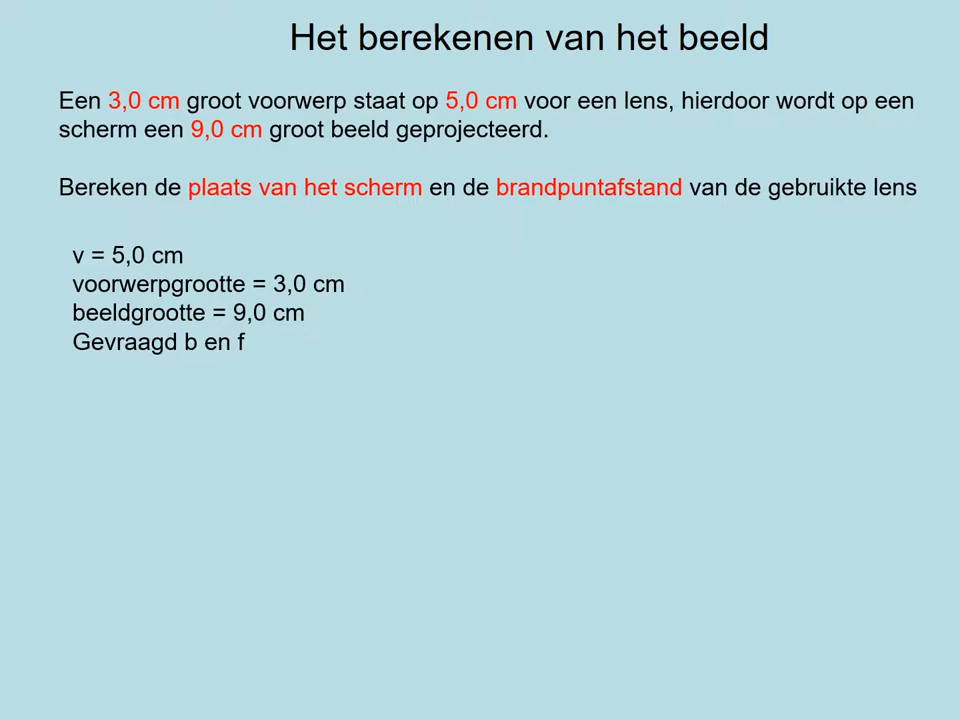 Het berekenen van het beeld
Een 3,0 cm groot voorwerp staat op 5,0 cm voor een lens, hierdoor wordt op een
scherm een 9,0 cm groot beeld geprojecteerd.
Bereken de plaats van het scherm en de brandpuntafstand van de gebruikte lens
v = 5,0 cm
voorwerpgrootte = 3,0 cm
beeldgrootte = 9,0 cm
Gevraagd b en f